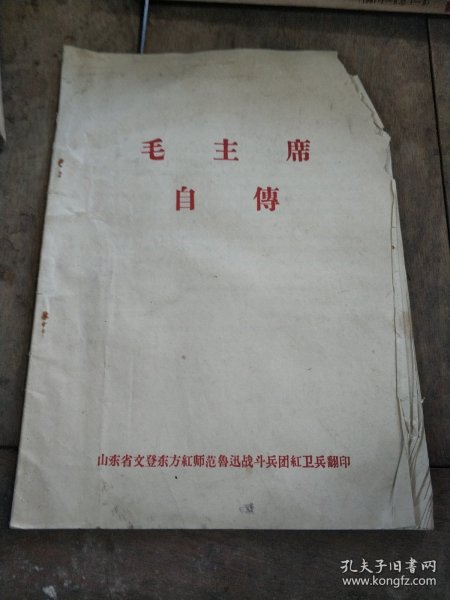 毛主席
自傳
山东省文登东方紅师范魯迅战斗兵团紅卫兵翻印
孔夫子旧书网
www.kongfz.com